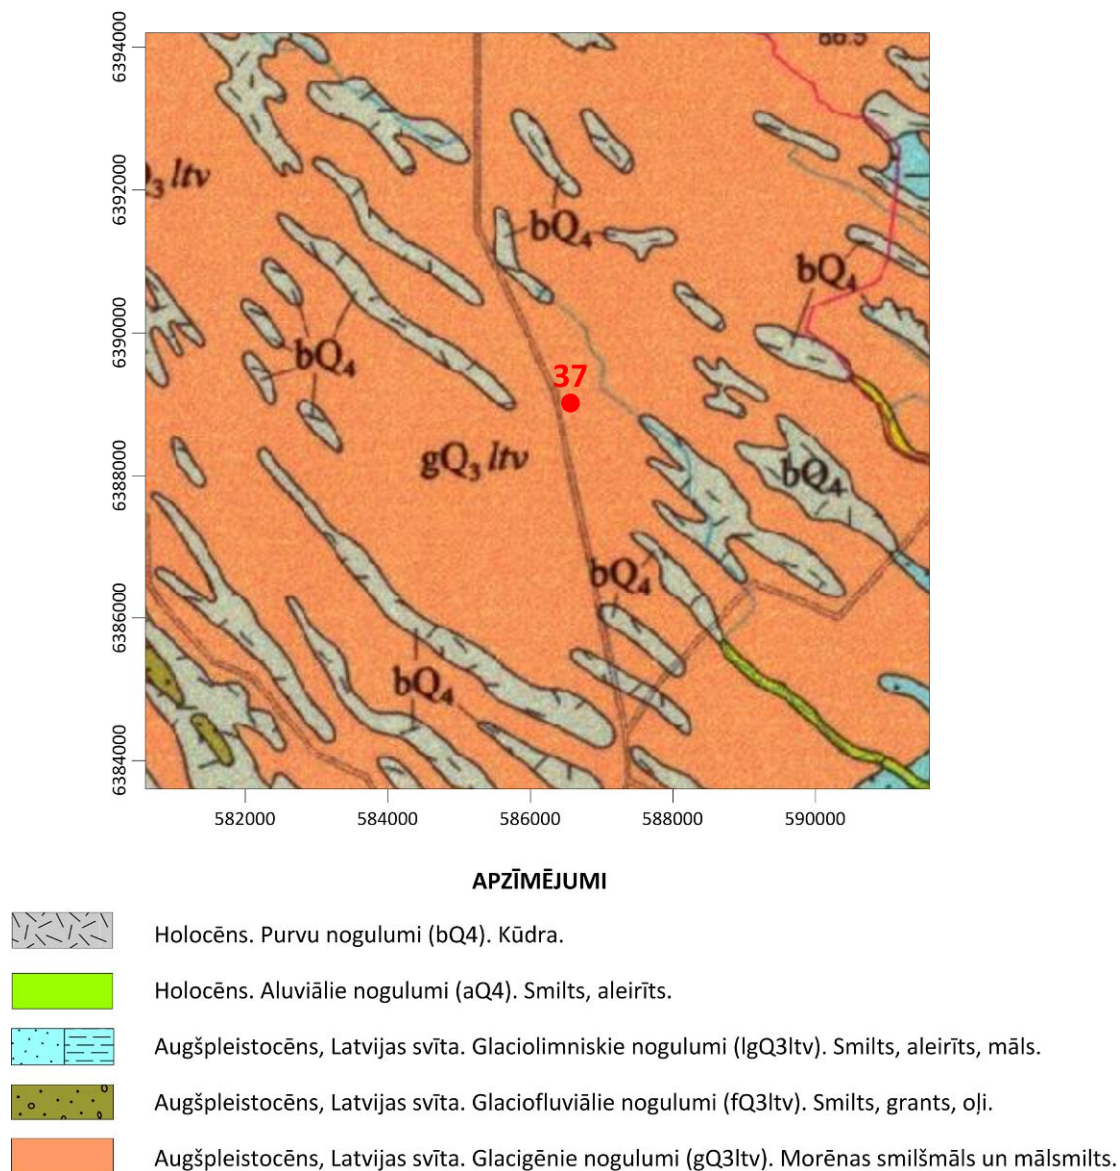 88.5
6394000
Q₃ ltv
6392000
bQ₄
bQ₄
6390000
bQ₄
37
gQ₃ ltv
bQ₄
6388000
bQ₄
6386000
bQ₄
6384000
582000 584000 586000 588000 590000
APZĪMĒJUMI
Holocēns. Purvu nogulumi (bQ4). Kūdra.
Holocēns. Aluviālie nogulumi (aQ4). Smilts, aleirīts.
Augšpleistocēns, Latvijas svīta. Glaciolimniskie nogulumi (lgQ3ltv). Smilts, aleirīts, māls.
Augšpleistocēns, Latvijas svīta. Glaciofluviālie nogulumi (fQ3ltv). Smilts, grants, oļi.
Augšpleistocēns, Latvijas svīta. Glacigēnie nogulumi (gQ3ltv). Morēnas smilšmāls un mālsmilts.